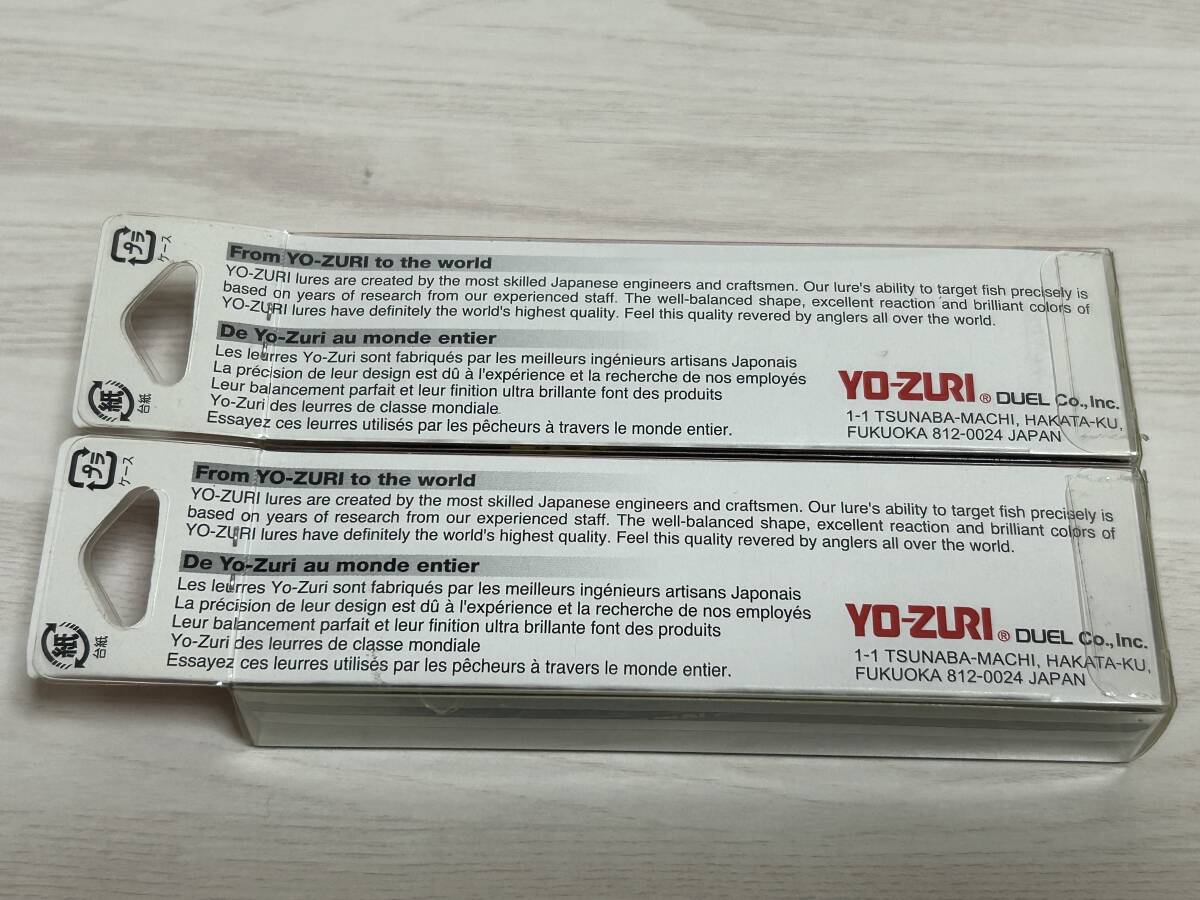 プラ
ケース
紙
台紙
From YO-ZURI to the world
YO-ZURI lures are created by the most skilled Japanese engineers and craftsmen. Our lure's ability to target fish precisely is
based on years of research from our experienced staff. The well-balanced shape, excellent reaction and brilliant colors of
YO-ZURI lures have definitely the world's highest quality. Feel this quality revered by anglers all over the world.
De Yo-Zuri au monde entier
Les leurres Yo-Zuri sont fabriqués par les meilleurs ingénieurs artisans Japonais
La précision de leur design est dû à l'expérience et la recherche de nos employés
Leur balancement parfait et leur finition ultra brillante font des produits
Yo-Zuri des leurres de classe mondiale
Essayez ces leurres utilisés par les pêcheurs à travers le monde entier.
YO-ZURI® DUEL Co.,Inc.
1-1 TSUNABA-MACHI, HAKATA-KU,
FUKUOKA 812-0024 JAPAN
プラ
ケース
紙
台紙
From YO-ZURI to the world
YO-ZURI lures are created by the most skilled Japanese engineers and craftsmen. Our lure's ability to target fish precisely is
based on years of research from our experienced staff. The well-balanced shape, excellent reaction and brilliant colors of
YO-ZURI lures have definitely the world's highest quality. Feel this quality revered by anglers all over the world.
De Yo-Zuri au monde entier
Les leurres Yo-Zuri sont fabriqués par les meilleurs ingénieurs artisans Japonais
La précision de leur design est dû à l'expérience et la recherche de nos employés
Leur balancement parfait et leur finition ultra brillante font des produits
Yo-Zuri des leurres de classe mondiale
Essayez ces leurres utilisés par les pêcheurs à travers le monde entier.
YO-ZURI® DUEL Co.,Inc.
1-1 TSUNABA-MACHI, HAKATA-KU,
FUKUOKA 812-0024 JAPAN